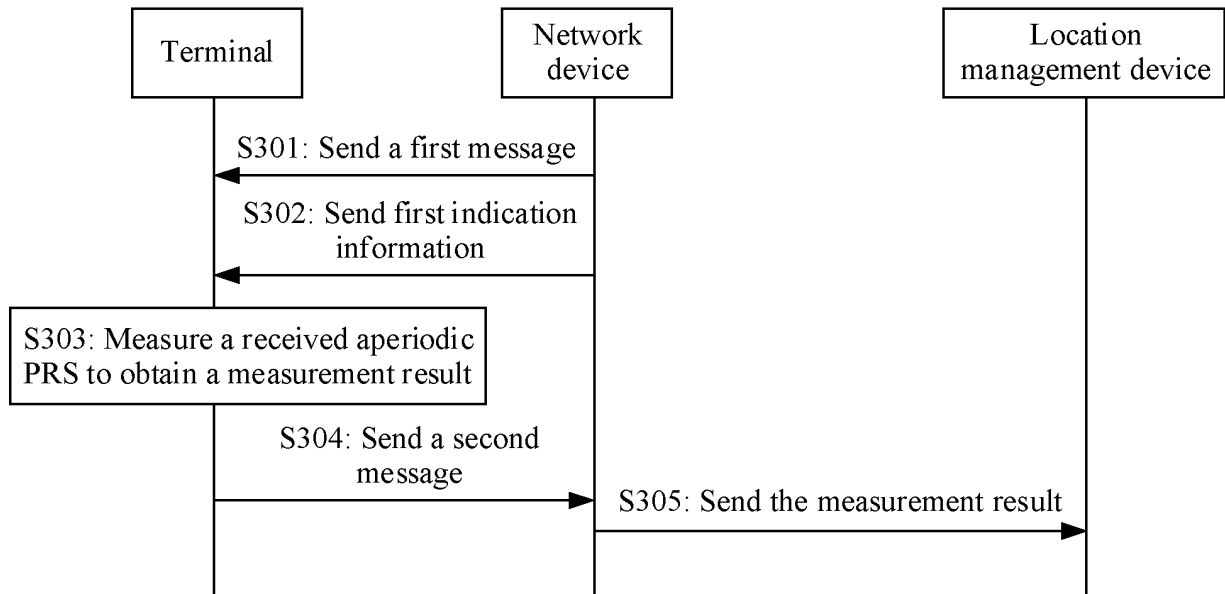 Terminal
Network
device
Location
management device
S301: Send a first message
S302: Send first indication
information
S303: Measure a received aperiodic
PRS to obtain a measurement result
S304: Send a second
message
S305: Send the measurement result